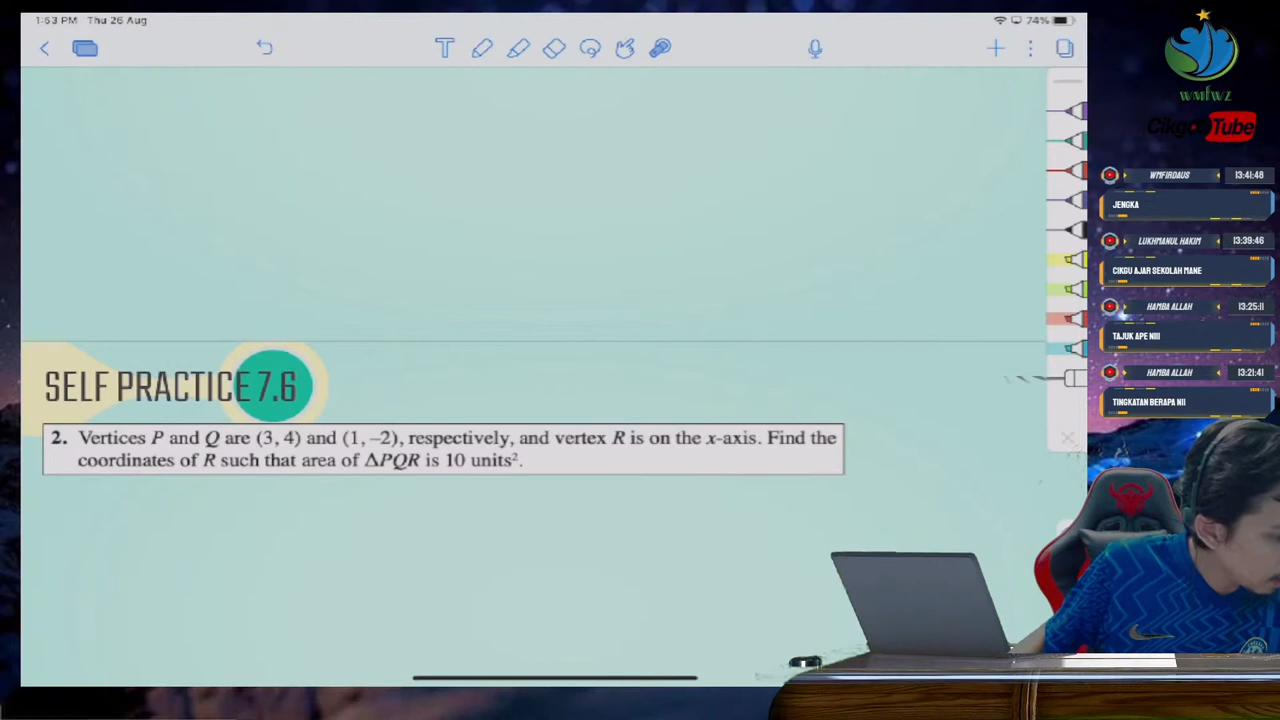 1:53 PM Thu 26 Aug
74%
T
SELF PRACTICE 7.6
2. Vertices P and Q are (3, 4) and (1, –2), respectively, and vertex R is on the x-axis. Find the
coordinates of R such that area of ΔPQR is 10 units².
wmfwz
CikgooTube
WMFIRDAUS 13:41:48
JENGKA
LUKHMANUL HAKIM 13:39:46
CIKGU AJAR SEKOLAH MANE
HAMBA ALLAH 13:25:11
TAJUK APE NIII
HAMBA ALLAH 13:21:41
TINGKATAN BERAPA NII